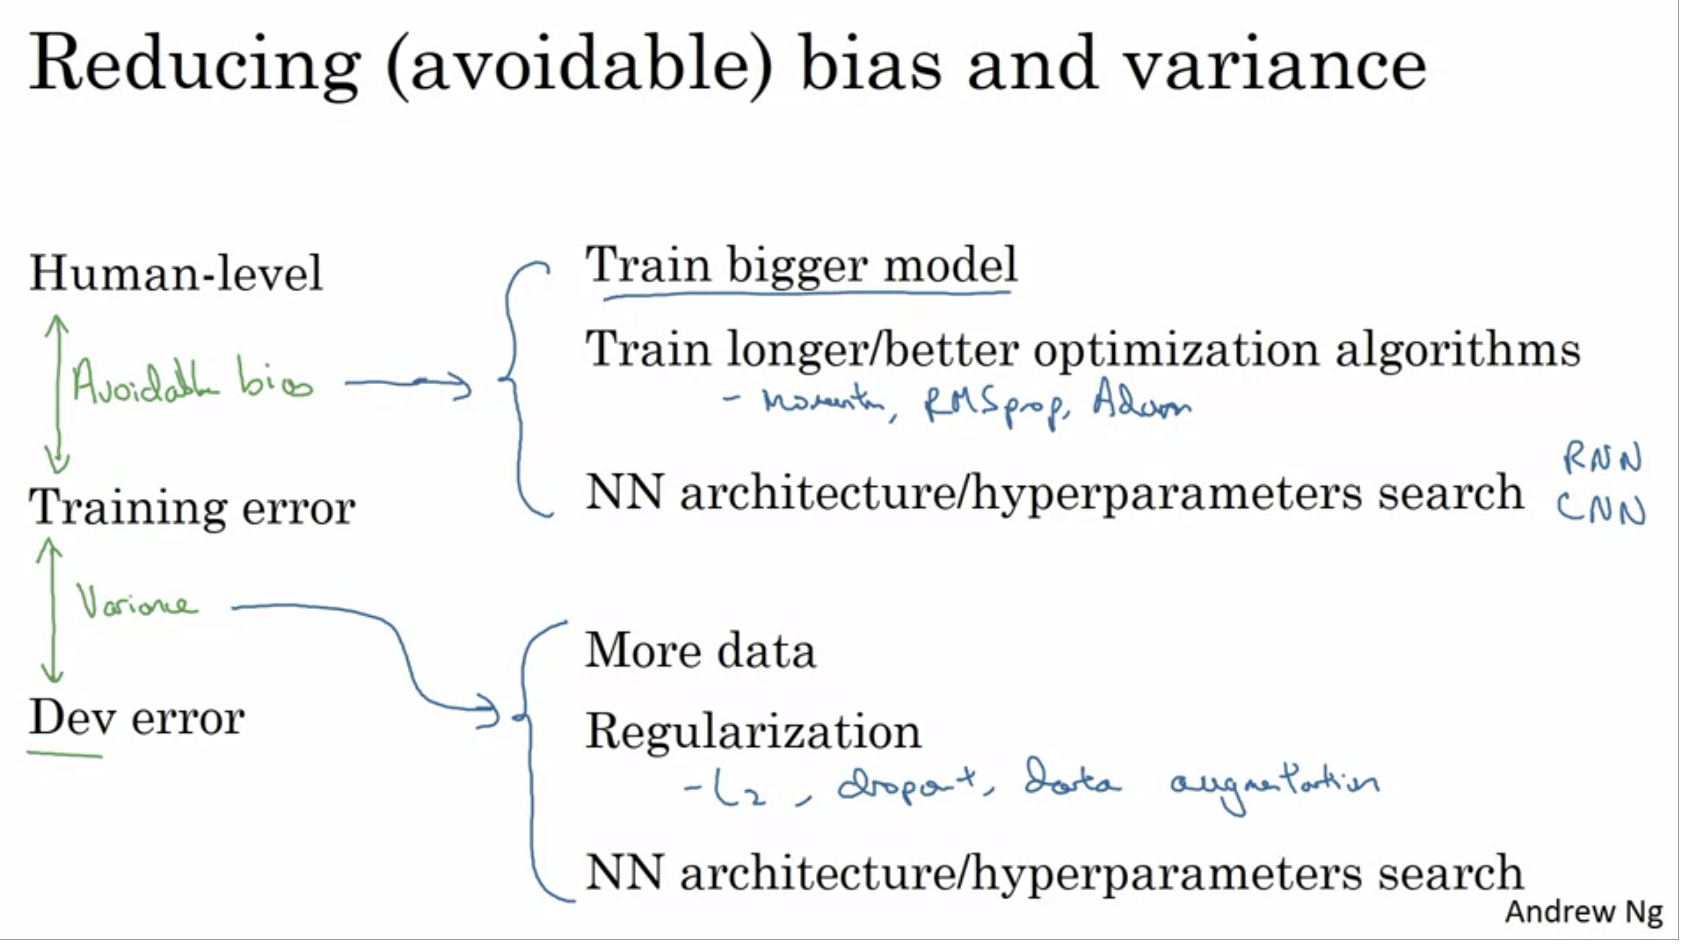 Reducing (avoidable) bias and variance
Human-level
Avoidable bias
Training error
Variance
Dev error
Train bigger model
Train longer/better optimization algorithms
- Momentum, RMSprop, Adam
NN architecture/hyperparameters search
RNN
CNN
More data
Regularization
- L2, dropout, data augmentation
NN architecture/hyperparameters search
Andrew Ng